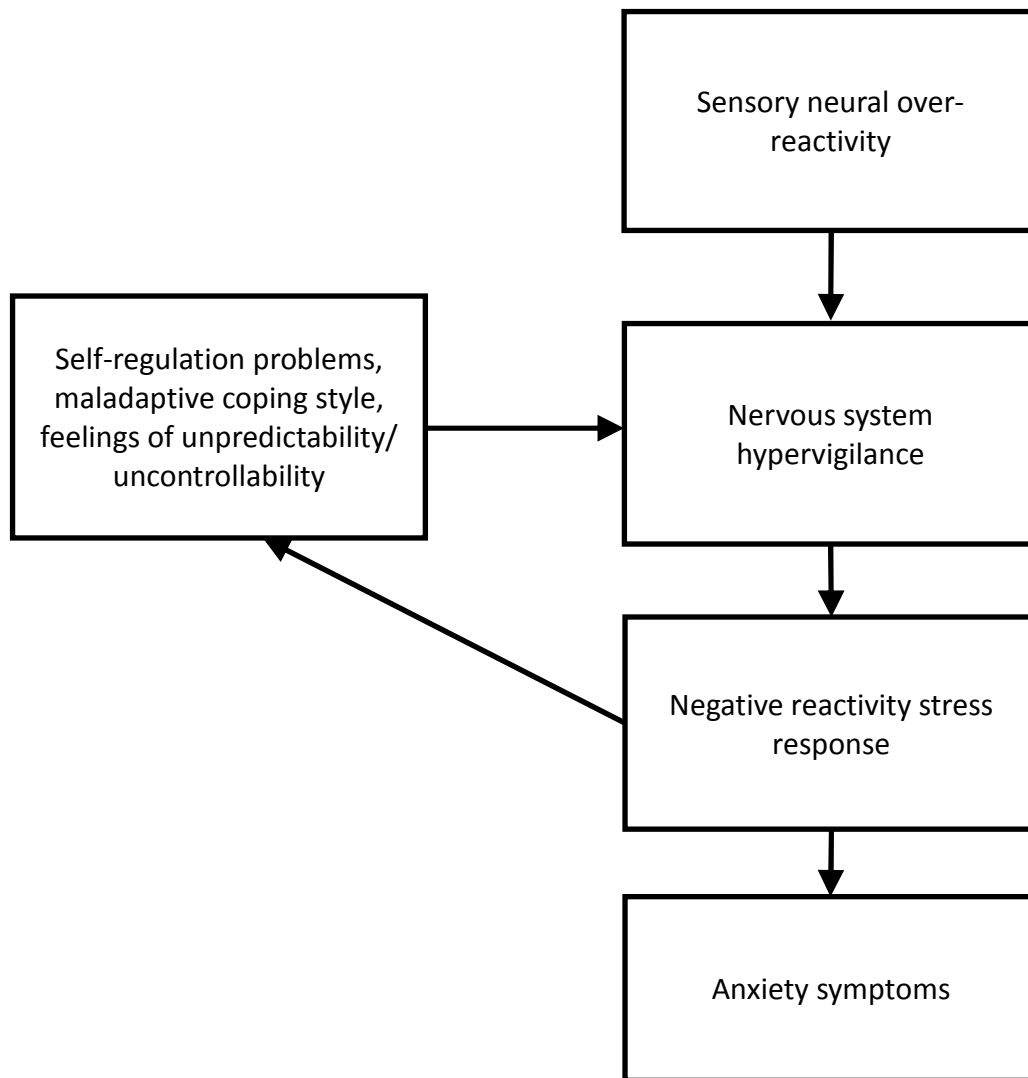 Sensory neural over-
reactivity
Self-regulation problems,
maladaptive coping style,
feelings of unpredictability/
uncontrollability
Nervous system
hypervigilance
Negative reactivity stress
response
Anxiety symptoms